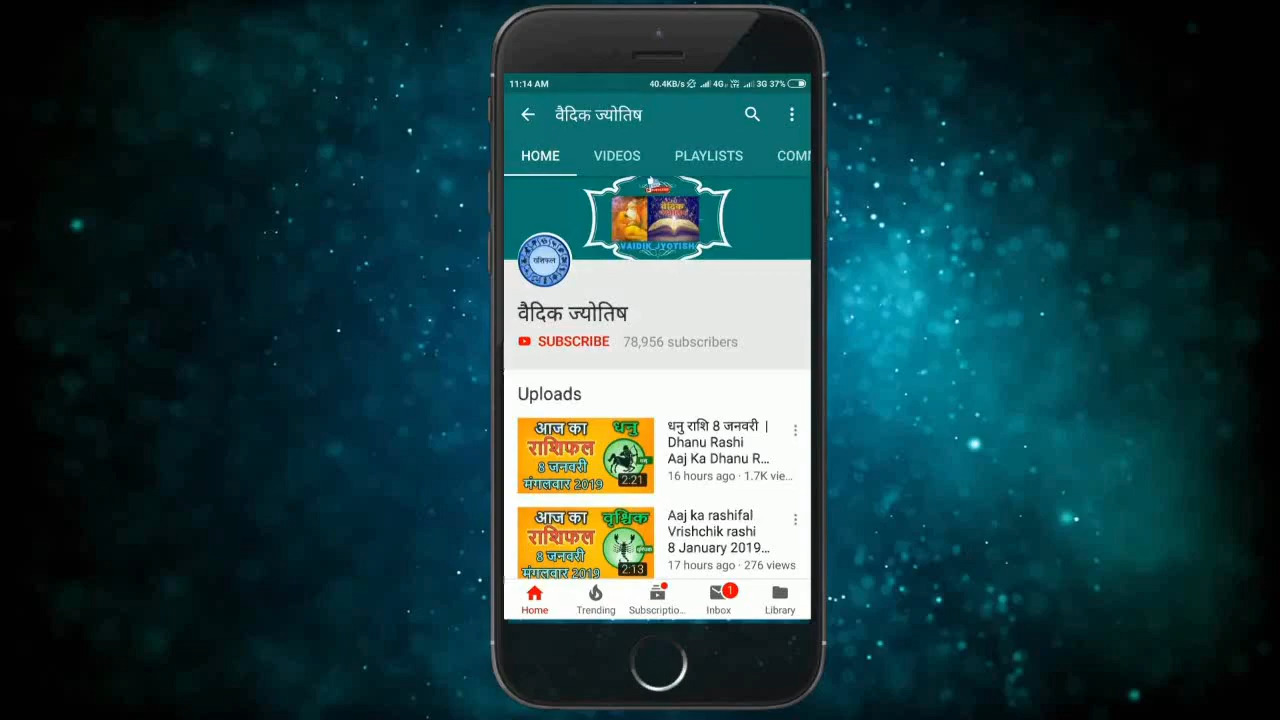 11:14 AM
40.4KB/s 4G 3G 37%
वैदिक ज्योतिष
HOME VIDEOS PLAYLISTS COMM
वैदिक
VAIDIK JYOTISH
राशिफल
वैदिक ज्योतिष
SUBSCRIBE 78,956 subscribers
Uploads
आज का धनु
राशिफल
8 जनवरी
मंगलवार 2019
2:21
धनु राशि 8 जनवरी |
Dhanu Rashi
Aaj Ka Dhanu R...
16 hours ago · 1.7K vie...
आज का वृश्चिक
राशिफल
8 जनवरी
मंगलवार 2019
2:13
Aaj ka rashifal
Vrishchik rashi
8 January 2019...
17 hours ago · 276 views
1
Home Trending Subscriptio... Inbox Library